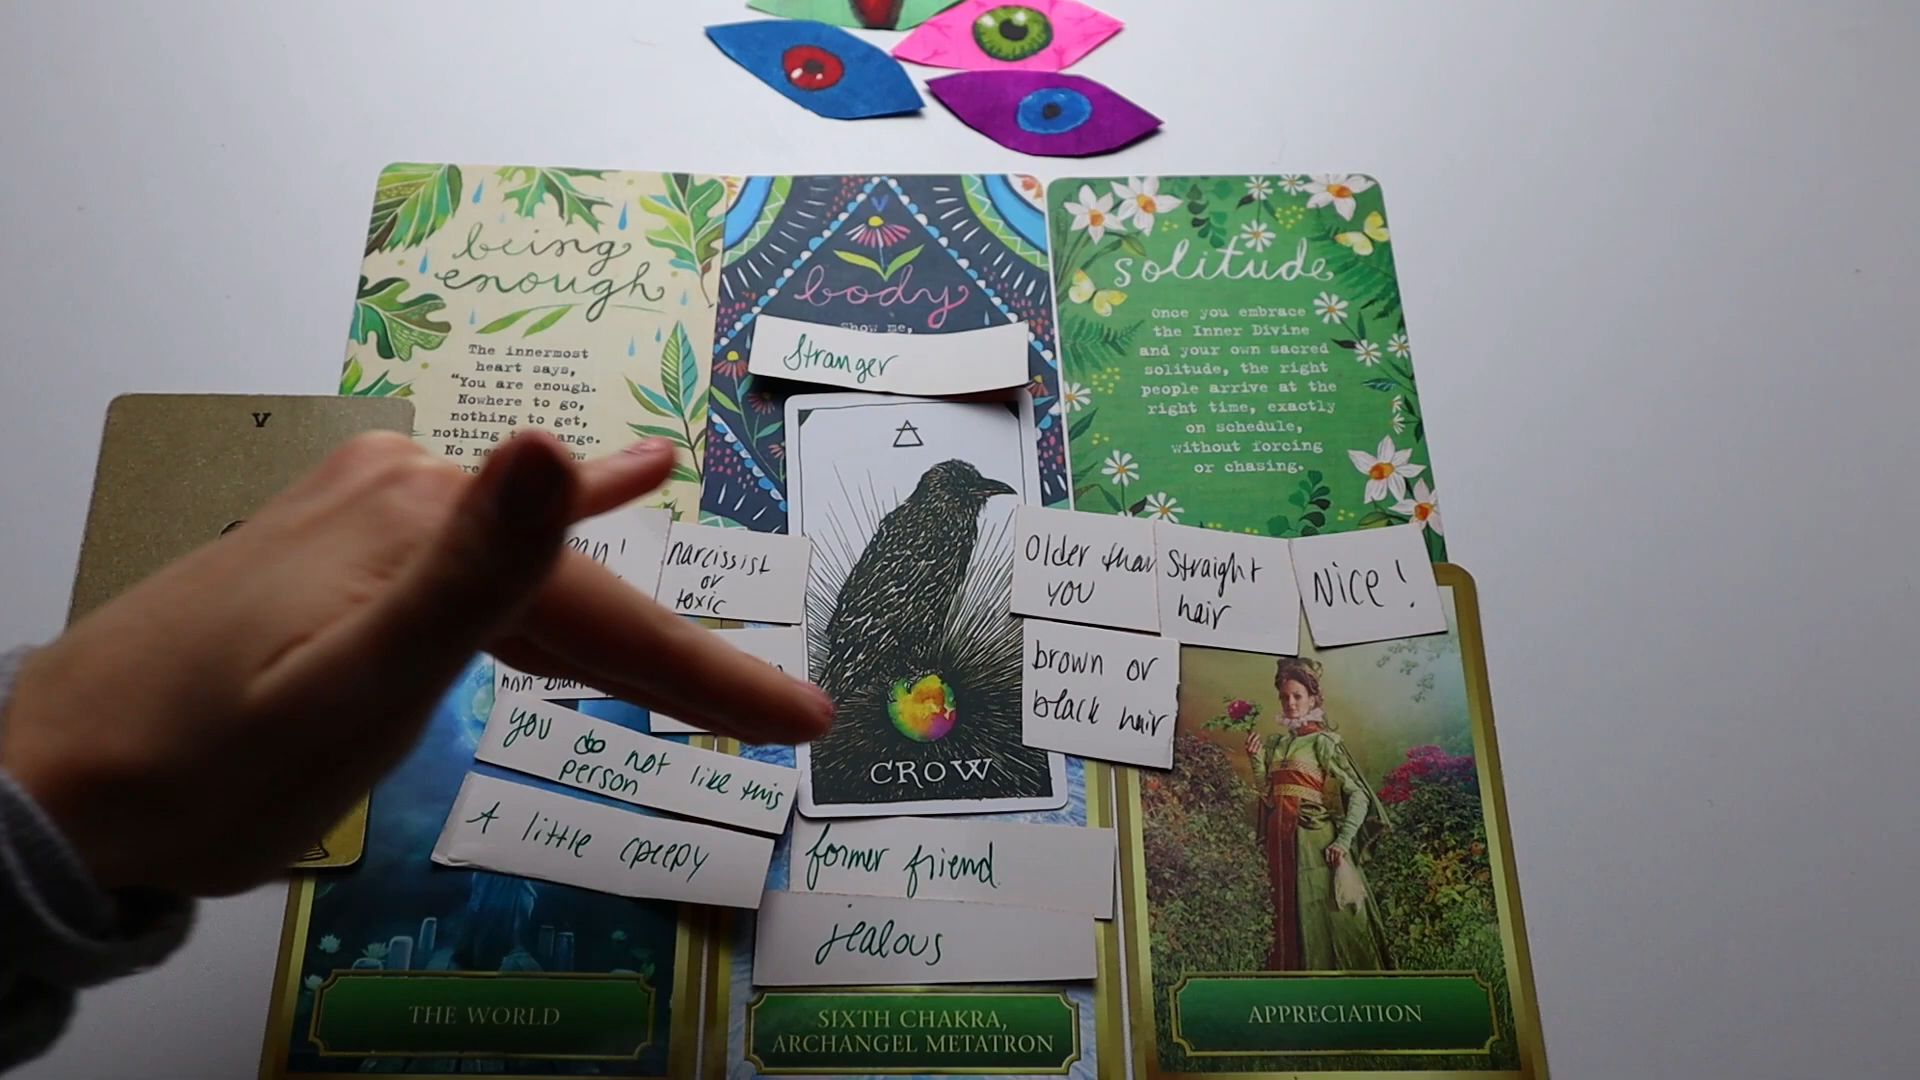 being
enough
The innermost
heart says,
"You are enough.
Nowhere to go,
nothing to get,
nothing
No
V
body
Show me,
solitude
Once you embrace
the Inner Divine
and your own sacred
solitude, the right
people arrive at the
right time, exactly
on schedule,
without forcing
or chasing.
V
Stranger
narcissist
or
toxic
Older than
you
Straight
hair
Nice!
brown or
black hair
you do not like this
person
A little creepy
CROW
former friend
jealous
THE WORLD
SIXTH CHAKRA,
ARCHANGEL METATRON
APPRECIATION